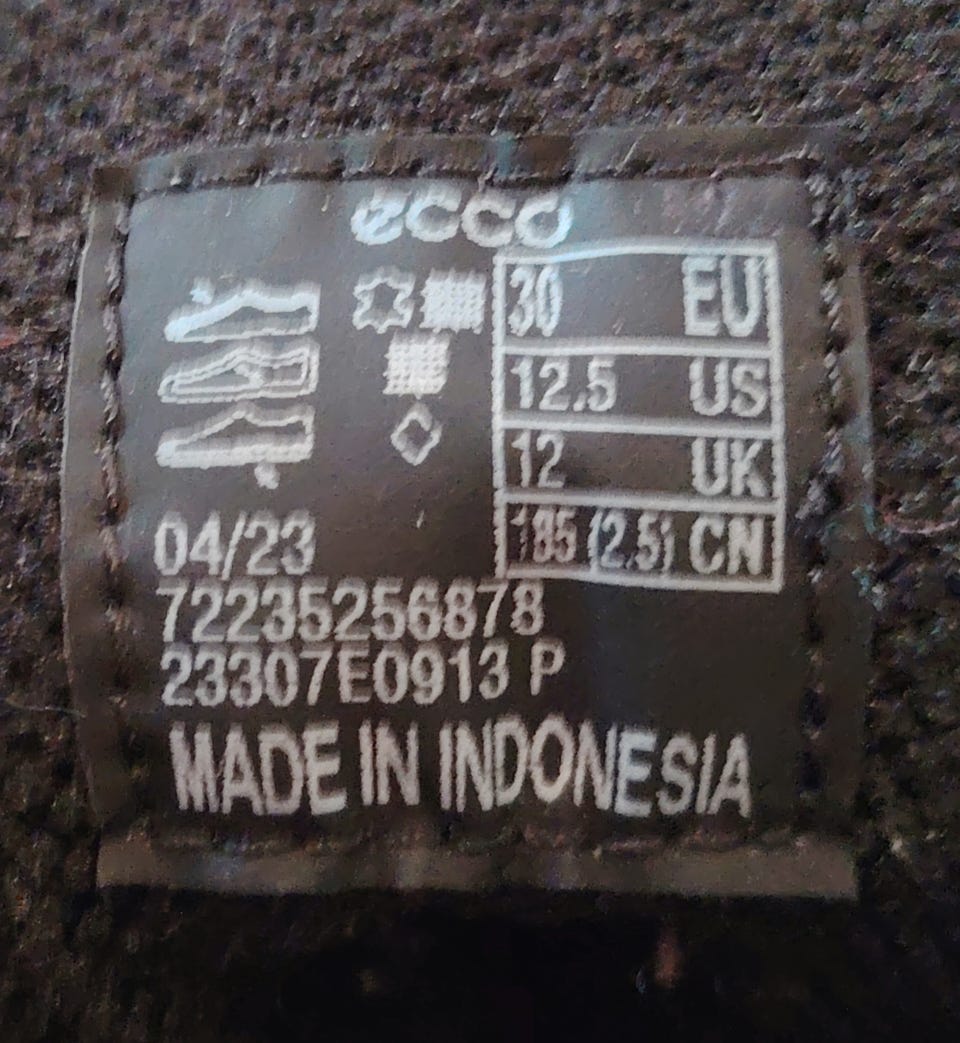 ecco
30 EU
12.5 US
12 UK
185 (2.5) CN
04/23
72235256878
23307E0913 P
MADE IN INDONESIA